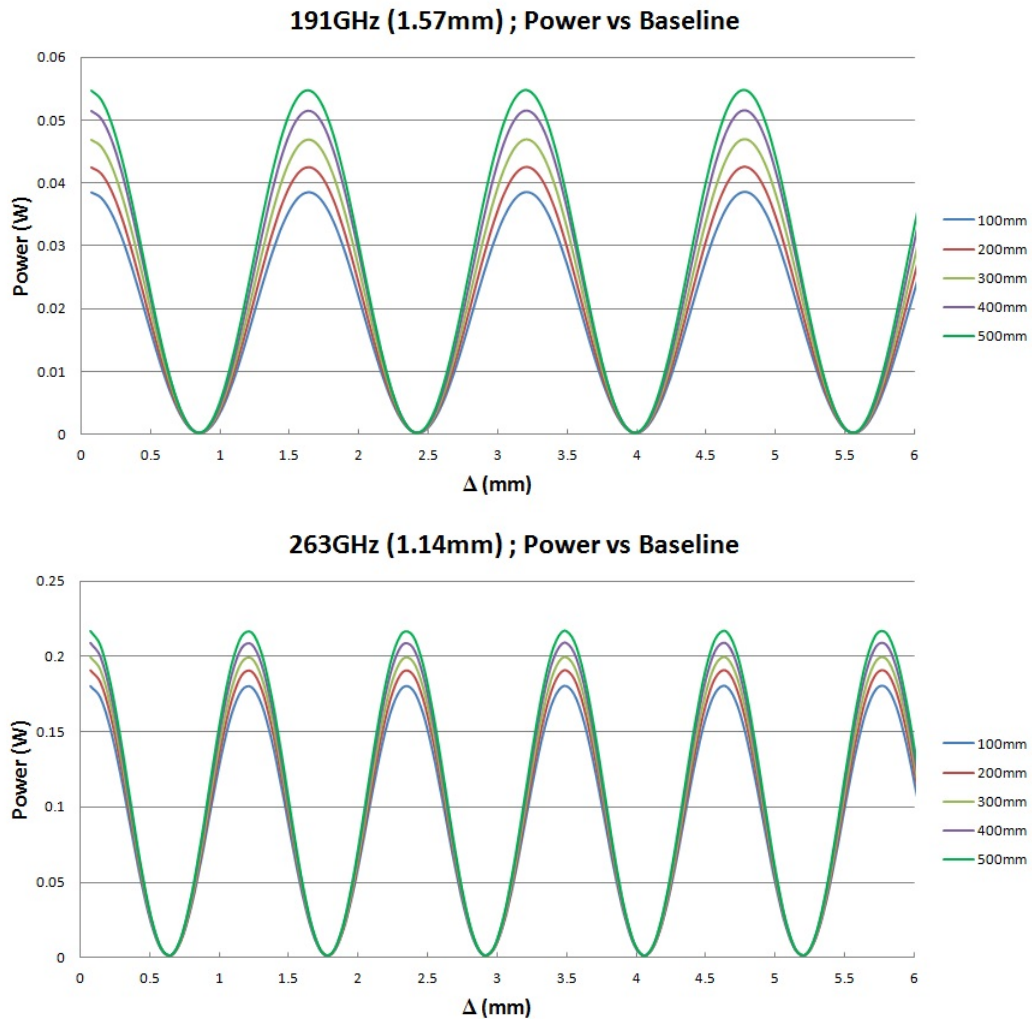 191GHz (1.57mm) ; Power vs Baseline
0.06
0.05
0.04
0.03
0.02
0.01
0
Power (W)
0 0.5 1 1.5 2 2.5 3 3.5 4 4.5 5 5.5 6
Δ (mm)
100mm
200mm
300mm
400mm
500mm
263GHz (1.14mm) ; Power vs Baseline
0.25
0.2
0.15
0.1
0.05
0
Power (W)
0 0.5 1 1.5 2 2.5 3 3.5 4 4.5 5 5.5 6
Δ (mm)
100mm
200mm
300mm
400mm
500mm